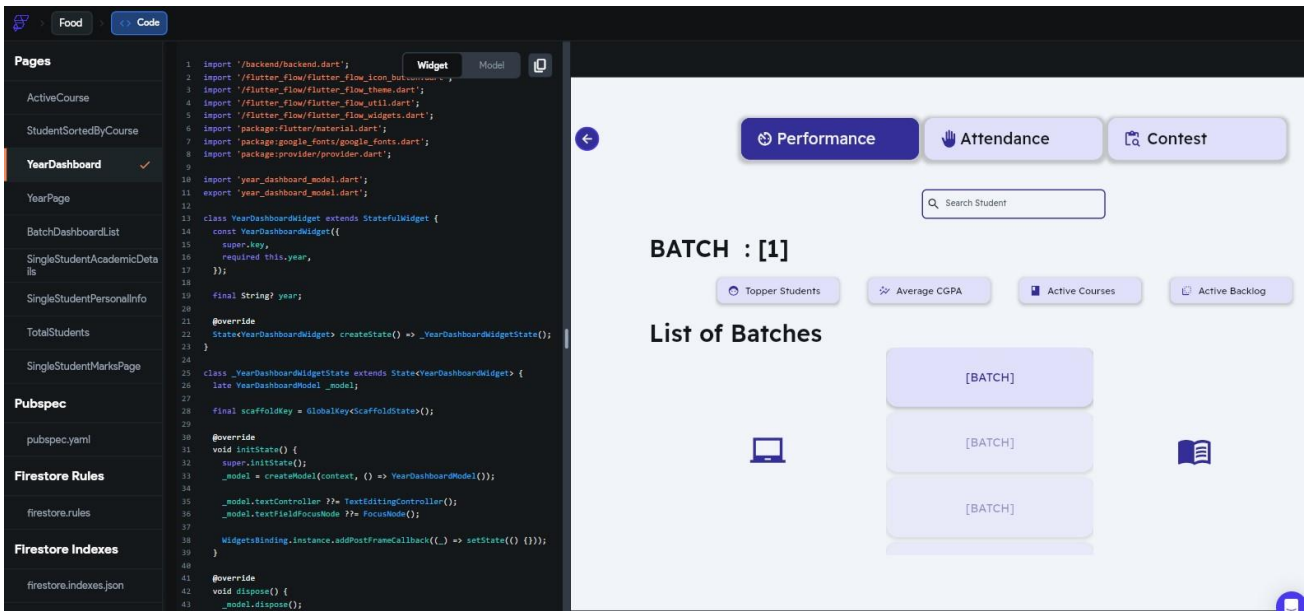 Food
<> Code
Pages
ActiveCourse
StudentSortedByCourse
YearDashboard
YearPage
BatchDashboardList
SingleStudentAcademicDeta
ils
SingleStudentPersonalInfo
TotalStudents
SingleStudentMarksPage
Pubspec
pubspec.yaml
Firestore Rules
firestore.rules
Firestore Indexes
firestore.indexes.json
Widget
Model
1 import '/backend/backend.dart';
2 import '/flutter_flow/flutter_flow_icon_button.dart';
3 import '/flutter_flow/flutter_flow_theme.dart';
4 import '/flutter_flow/flutter_flow_util.dart';
5 import '/flutter_flow/flutter_flow_widgets.dart';
6 import 'package:flutter/material.dart';
7 import 'package:google_fonts/google_fonts.dart';
8 import 'package:provider/provider.dart';
9
10 import 'year_dashboard_model.dart';
11 export 'year_dashboard_model.dart';
12
13 class YearDashboardWidget extends StatefulWidget {
14 const YearDashboardWidget({
15 super.key,
16 required this.year,
17 });
18
19 final String? year;
20
21 @override
22 State<YearDashboardWidget> createState() => _YearDashboardWidgetState();
23 }
24
25 class _YearDashboardWidgetState extends State<YearDashboardWidget> {
26 late YearDashboardModel _model;
27
28 final scaffoldKey = GlobalKey<ScaffoldState>();
29
30 @override
31 void initState() {
32 super.initState();
33 _model = createModel(context, () => YearDashboardModel());
34
35 _model.textController ??= TextEditingController();
36 _model.textFieldFocusNode ??= FocusNode();
37
38 WidgetsBinding.instance.addPostFrameCallback((_) => setState(() {}));
39 }
40
41 @override
42 void dispose() {
43 _model.dispose();
Performance
Attendance
Contest
Search Student
BATCH : [1]
Topper Students
Average CGPA
Active Courses
Active Backlog
List of Batches
[BATCH]
[BATCH]
[BATCH]